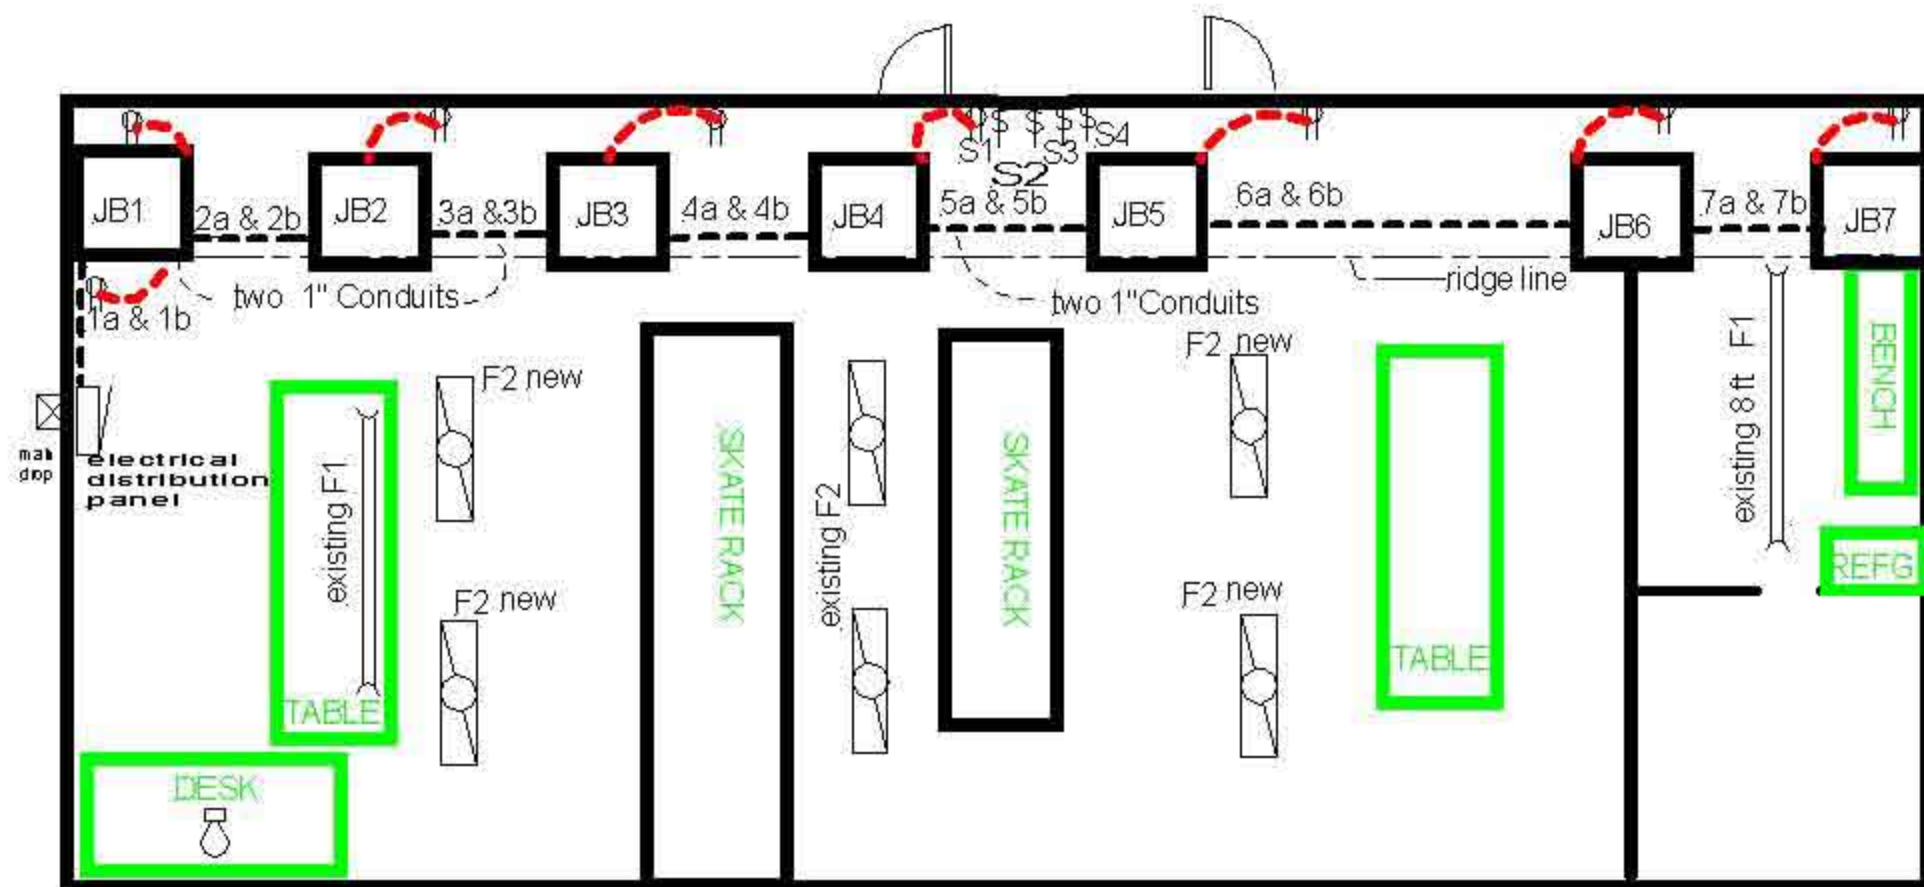 S1
S2
S3
S4
JB1
2a & 2b
JB2
3a &3b
JB3
4a & 4b
JB4
5a & 5b
JB5
6a & 6b
JB6
7a & 7b
JB7
1a & 1b
two 1" Conduits
two 1"Conduits
ridge line
F2 new
F2 new
existing 8 ft F1
BENCH
main
drop
electrical
distribution
panel
existing F1
SKATE RACK
existing F2
SKATE RACK
REFG
F2 new
F2 new
TABLE
TABLE
DESK